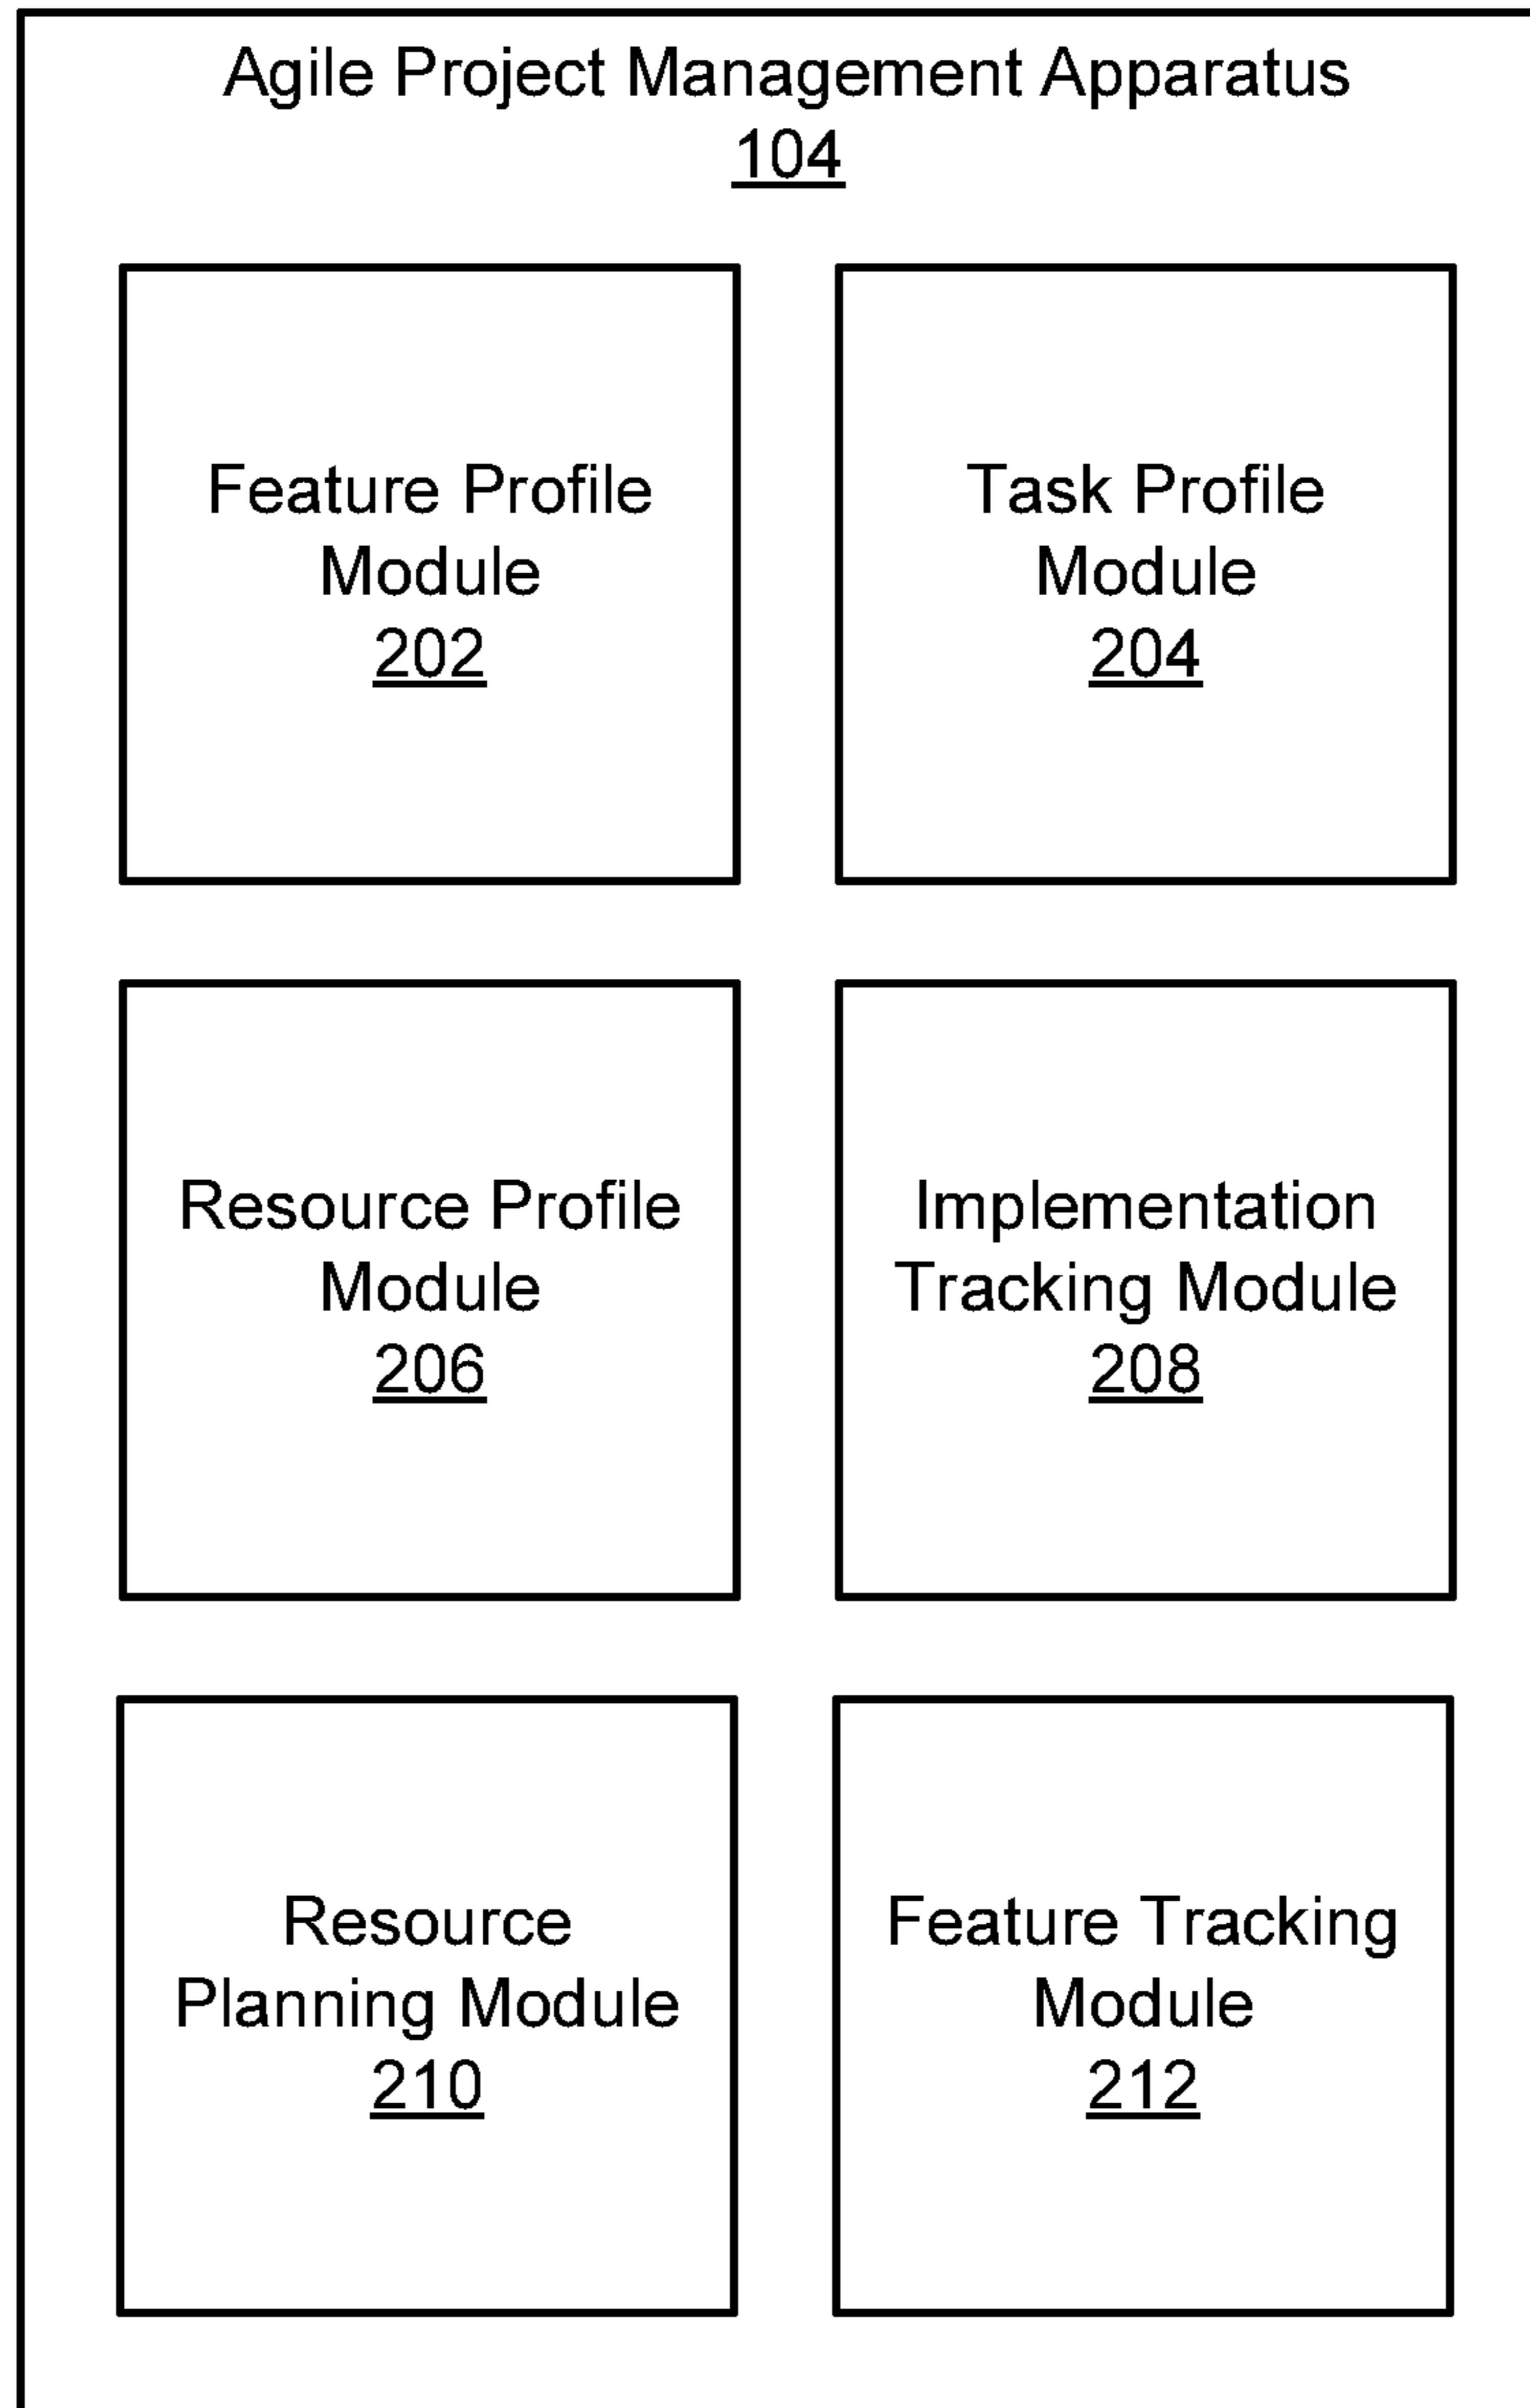 Agile Project Management Apparatus
104
Feature Profile
Module
202
Task Profile
Module
204
Resource Profile
Module
206
Implementation
Tracking Module
208
Resource
Planning Module
210
Feature Tracking
Module
212